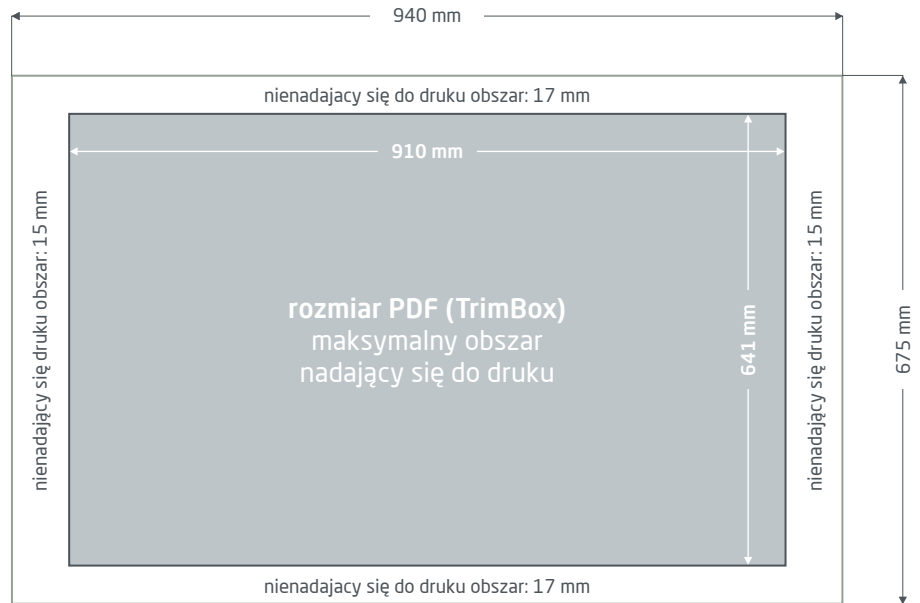 940 mm
nienadajacy się do druku obszar: 17 mm
910 mm
nienadający się druku obszar: 15 mm
rozmiar PDF (TrimBox)
maksymalny obszar
nadający się do druku
641 mm
nienadający się druku obszar: 15 mm
675 mm
nienadajacy się do druku obszar: 17 mm